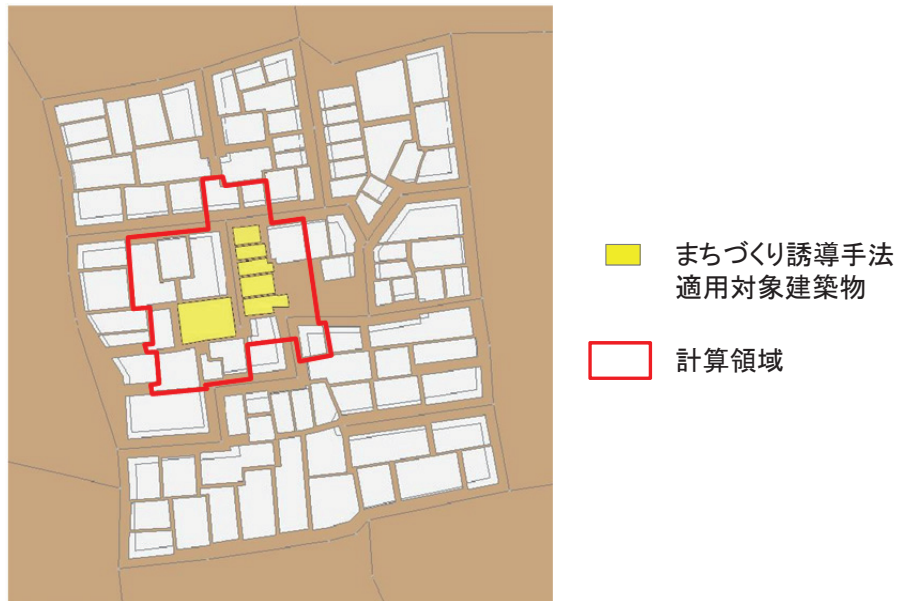 まちづくり誘導手法
適用対象建築物
計算領域